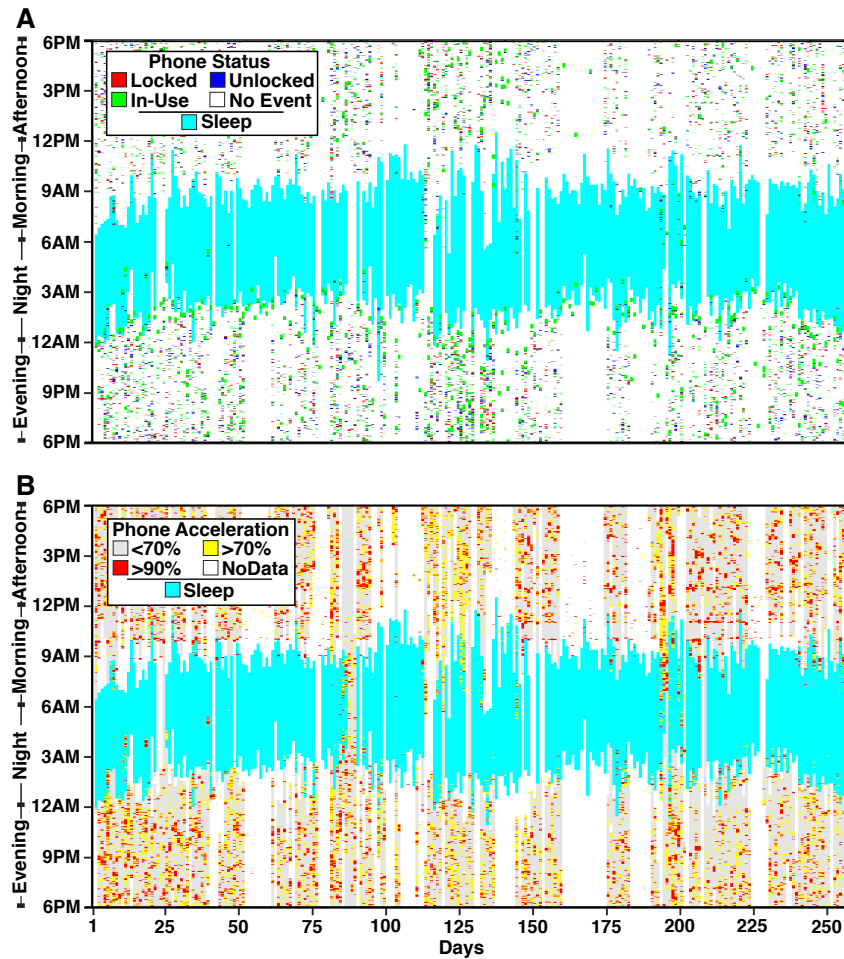 A
6PM
3PM
12PM
9AM
6AM
3AM
12AM
9PM
6PM
Evening
Night
Morning
Afternoon
Phone Status
Locked Unlocked
In-Use No Event
Sleep
B
6PM
3PM
12PM
9AM
6AM
3AM
12AM
9PM
6PM
Evening
Night
Morning
Afternoon
Phone Acceleration
<70% >70%
>90% NoData
Sleep
1 25 50 75 100 125 150 175 200 225 250
Days